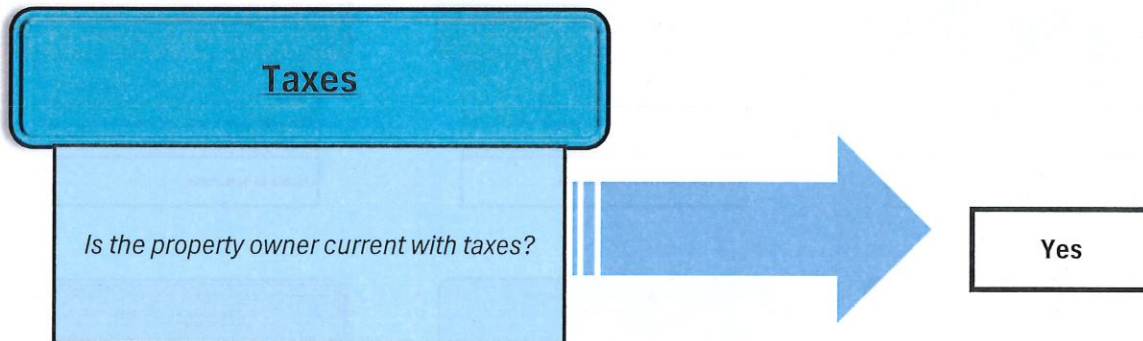 Taxes
Is the property owner current with taxes?
Yes